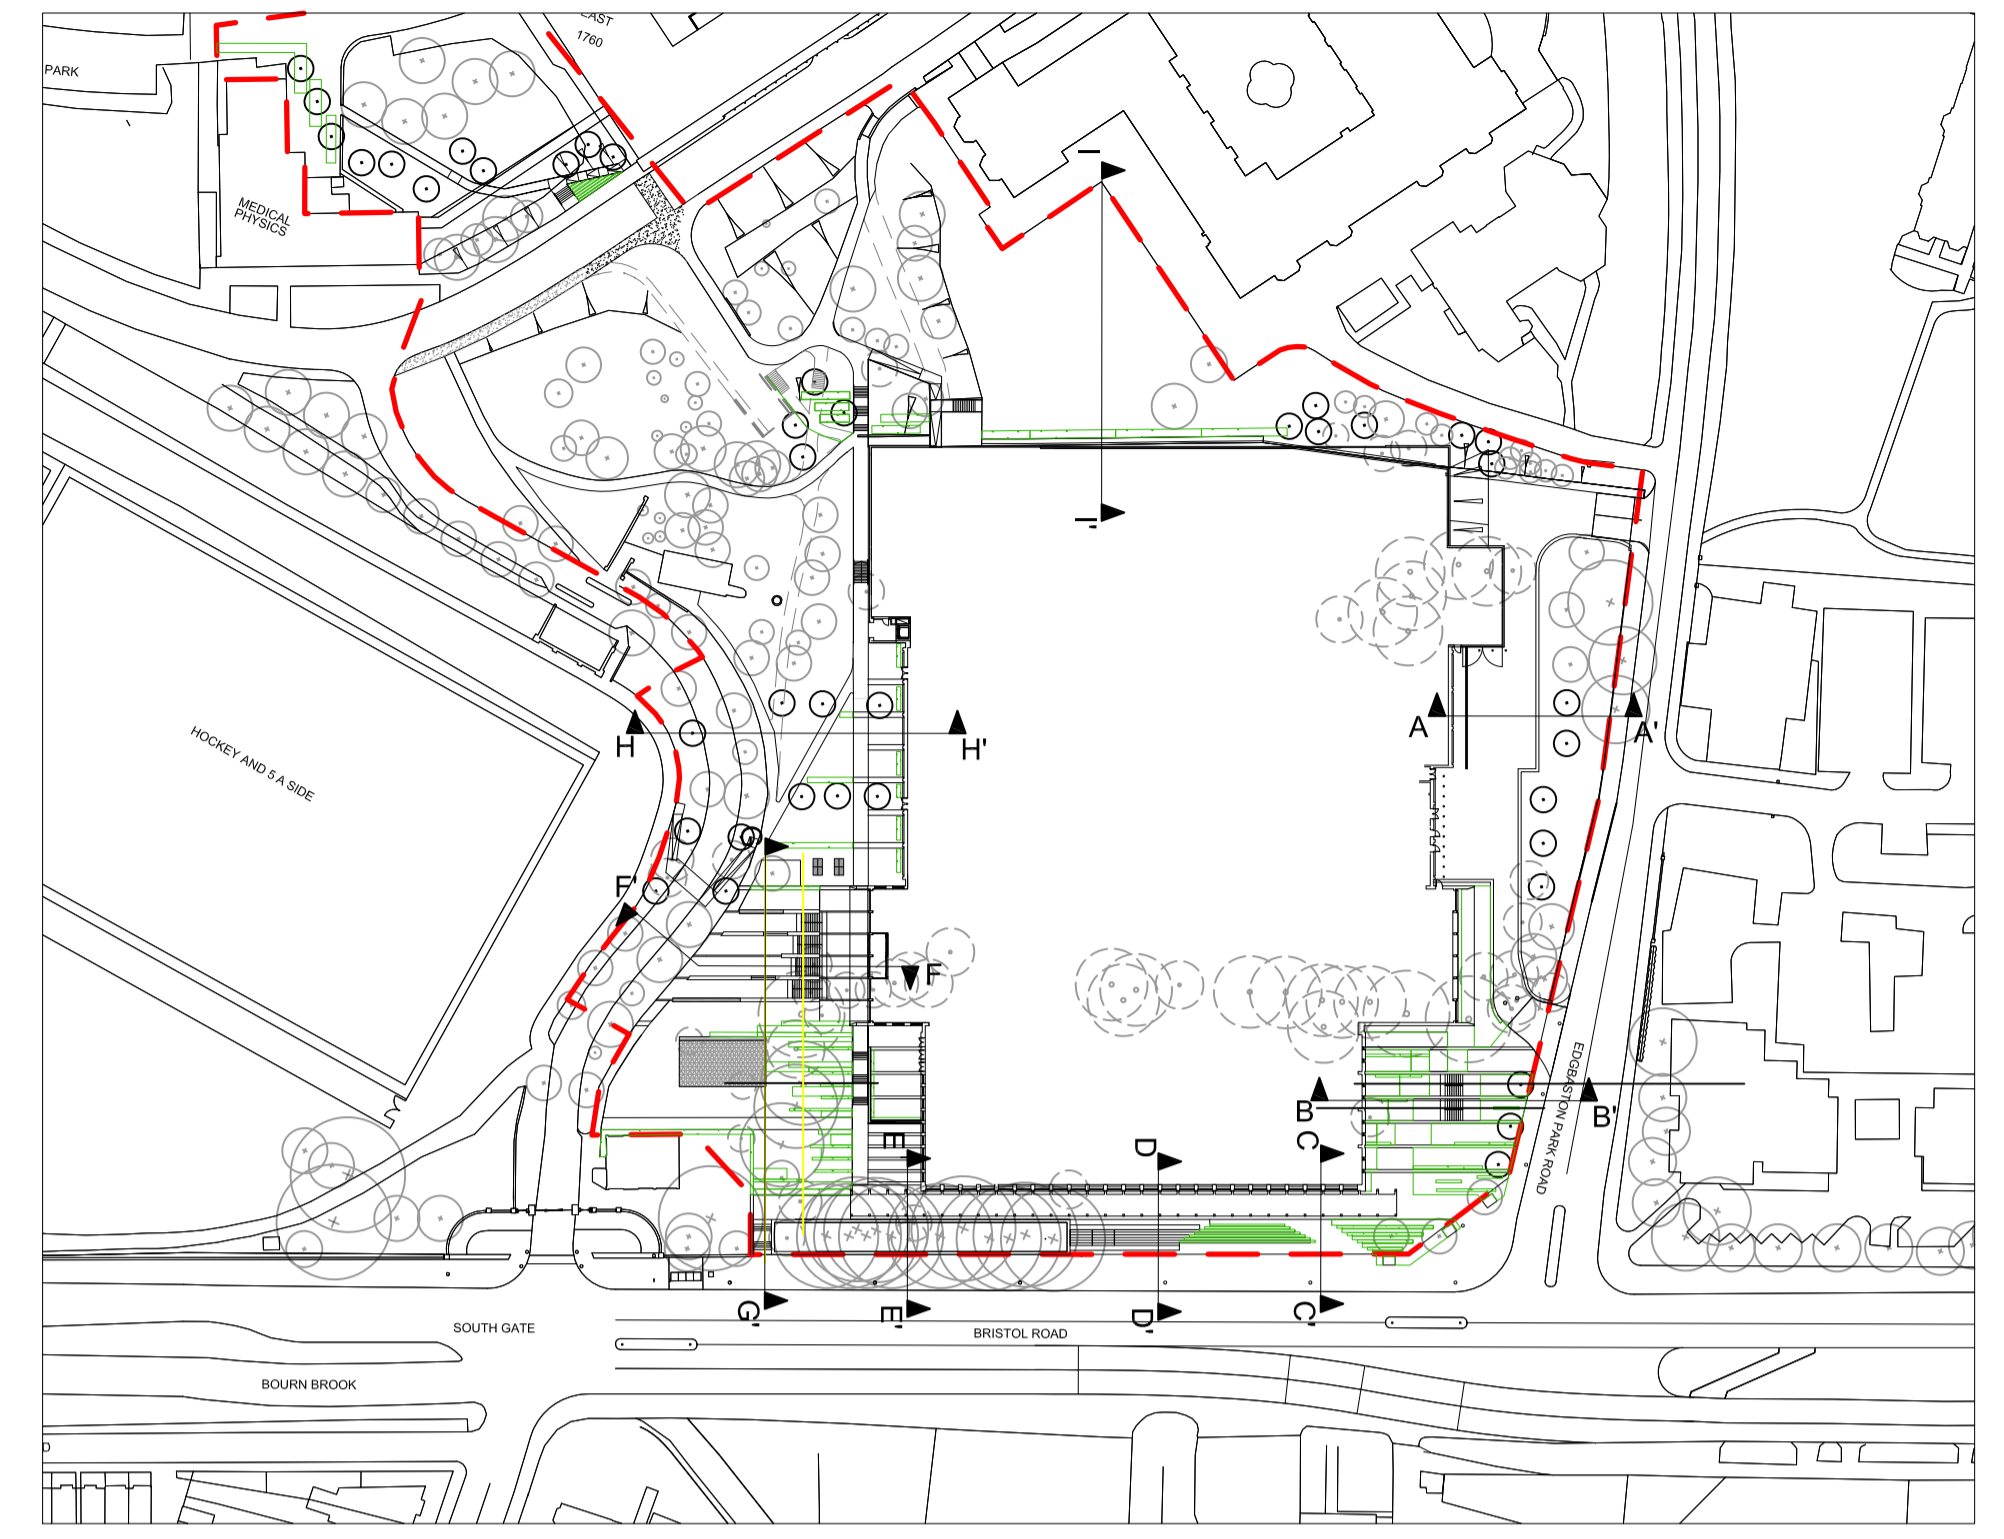 EAST
1760
PARK
MEDICAL
PHYSICS
I
I'
HOCKEY AND 5 A SIDE
H
H'
A
A'
F'
F
EDGBASTON PARK ROAD
B
B'
E
D
C
G'
E'
D'
C'
SOUTH GATE
BRISTOL ROAD
BOURN BROOK